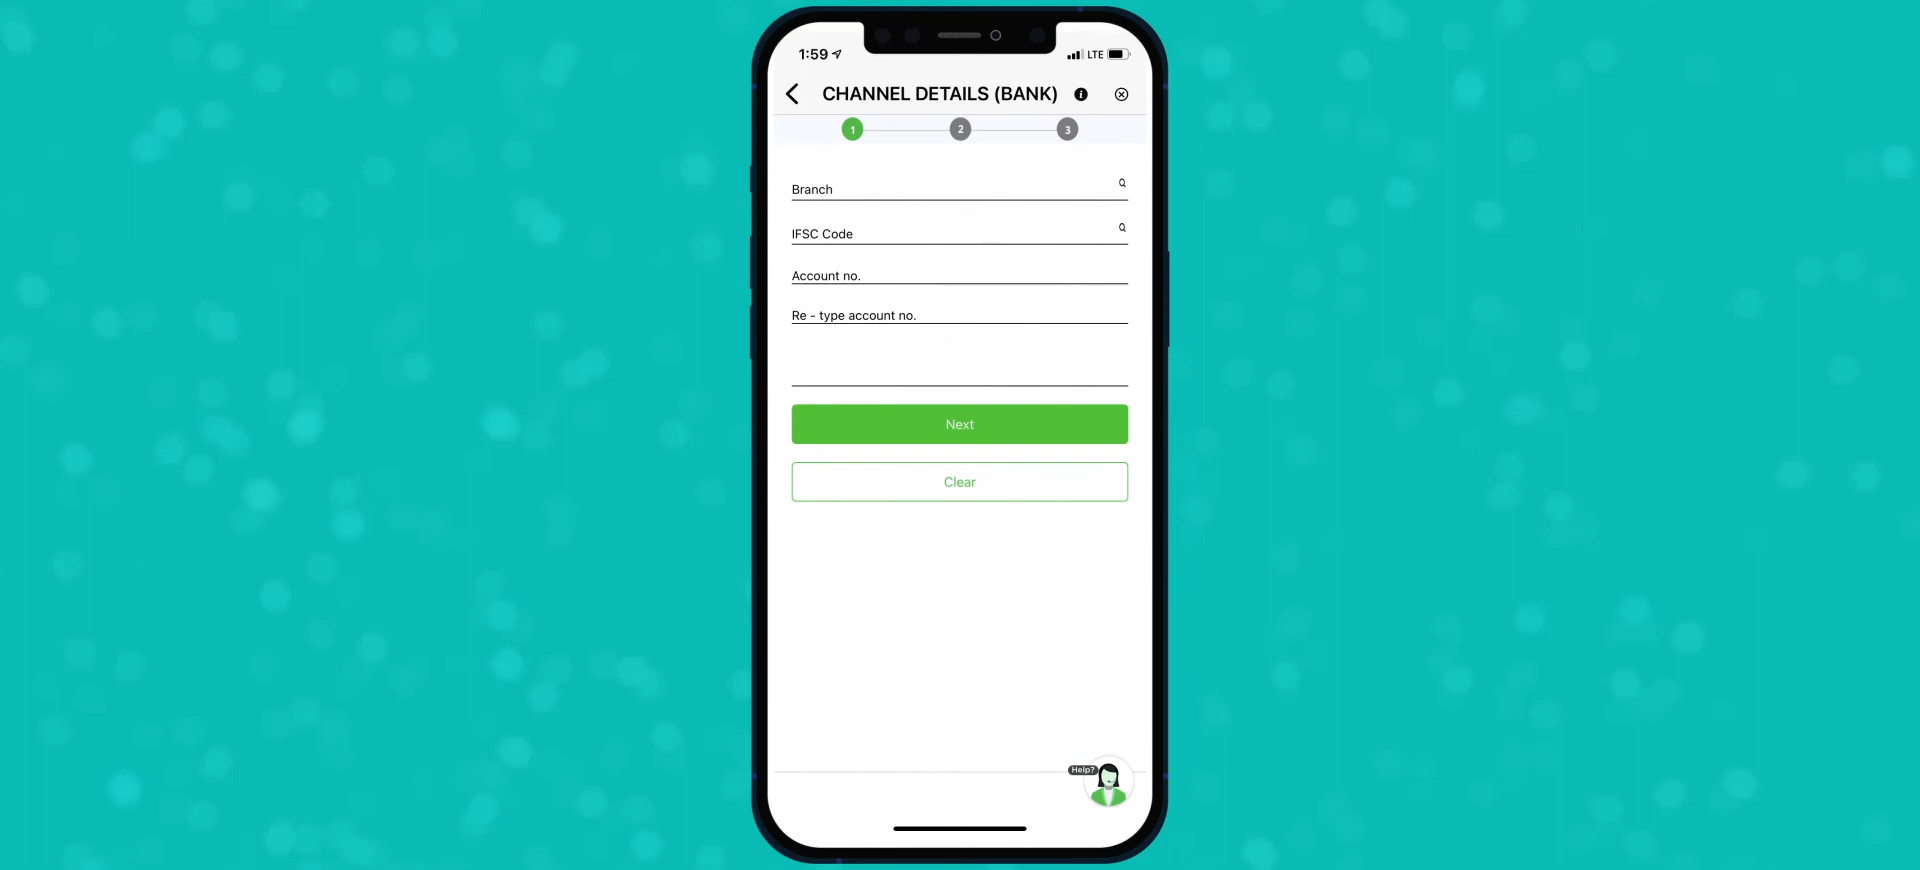 1:59 LTE
CHANNEL DETAILS (BANK) i
1 2 3
Branch
IFSC Code
Account no.
Re - type account no.
Next
Clear
Help?